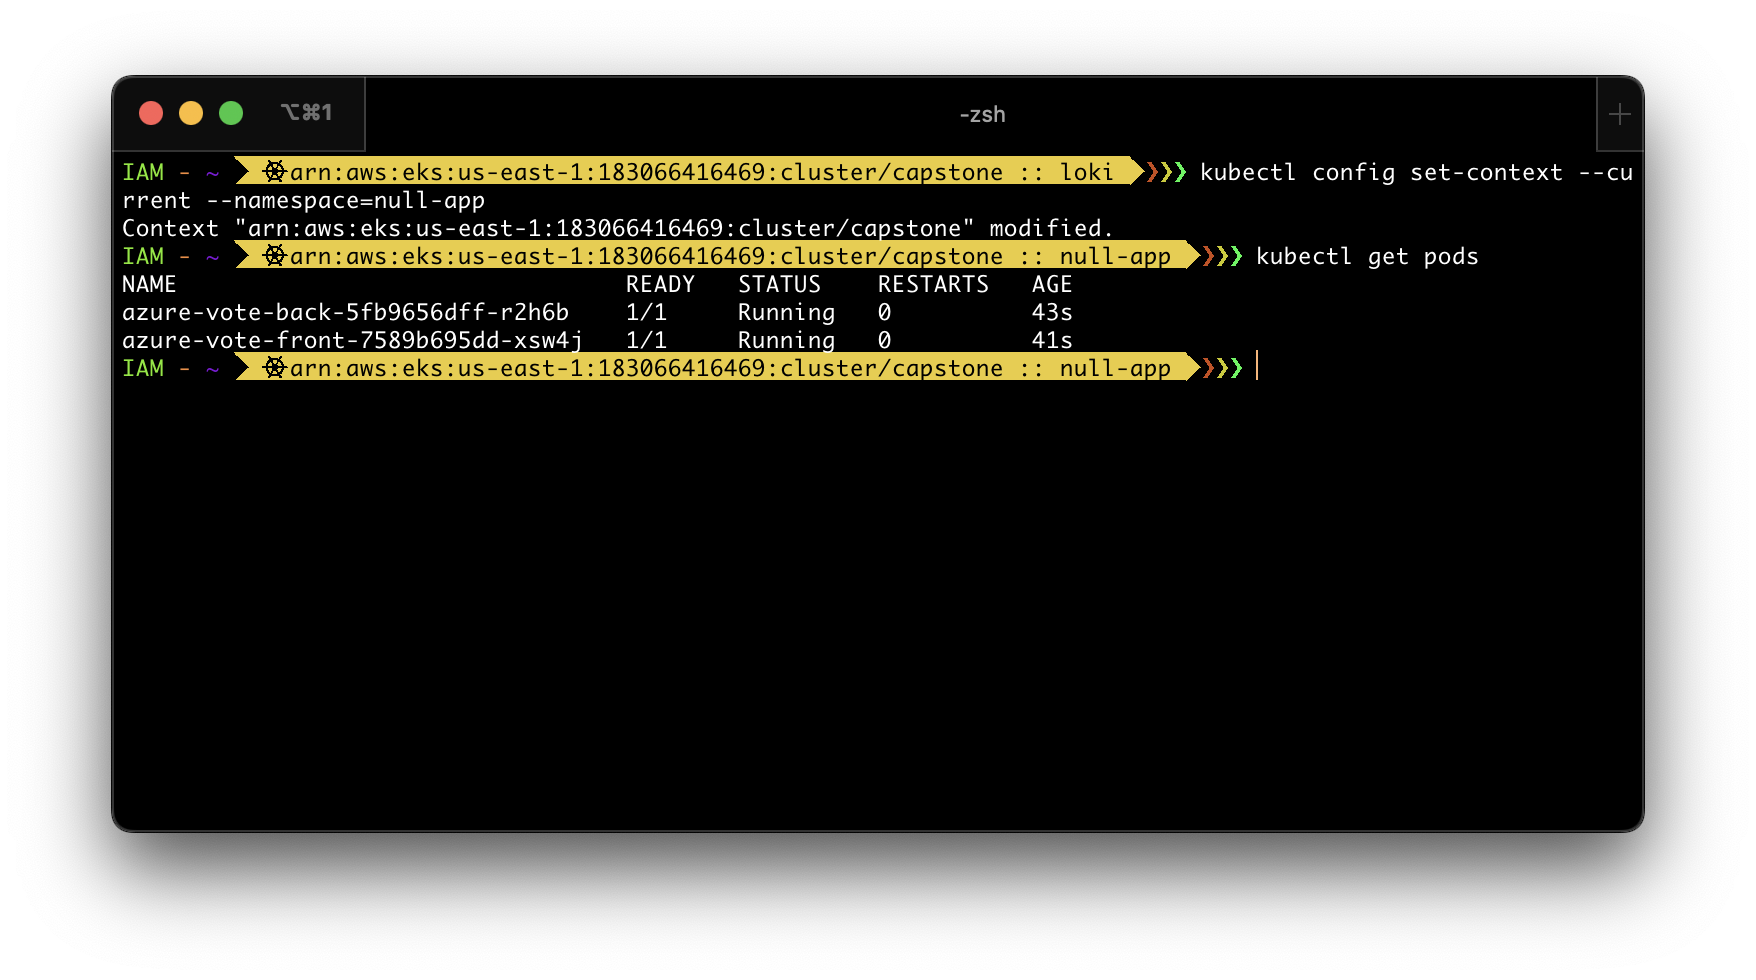 ⌥⌘1
-zsh
IAM - ~ ⎈arn:aws:eks:us-east-1:183066416469:cluster/capstone :: loki ❯❯❯ kubectl config set-context --cu
rrent --namespace=null-app
Context "arn:aws:eks:us-east-1:183066416469:cluster/capstone" modified.
IAM - ~ ⎈arn:aws:eks:us-east-1:183066416469:cluster/capstone :: null-app ❯❯❯ kubectl get pods
NAME READY STATUS RESTARTS AGE
azure-vote-back-5fb9656dff-r2h6b 1/1 Running 0 43s
azure-vote-front-7589b695dd-xsw4j 1/1 Running 0 41s
IAM - ~ ⎈arn:aws:eks:us-east-1:183066416469:cluster/capstone :: null-app ❯❯❯